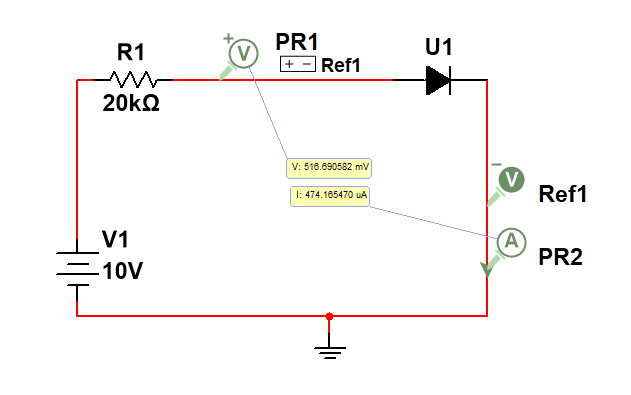 R1
20kΩ
+
V
PR1
+ −
Ref1
U1
V: 516.690582 mV
I: 474.165470 uA
−
V
Ref1
A
PR2
V1
10V